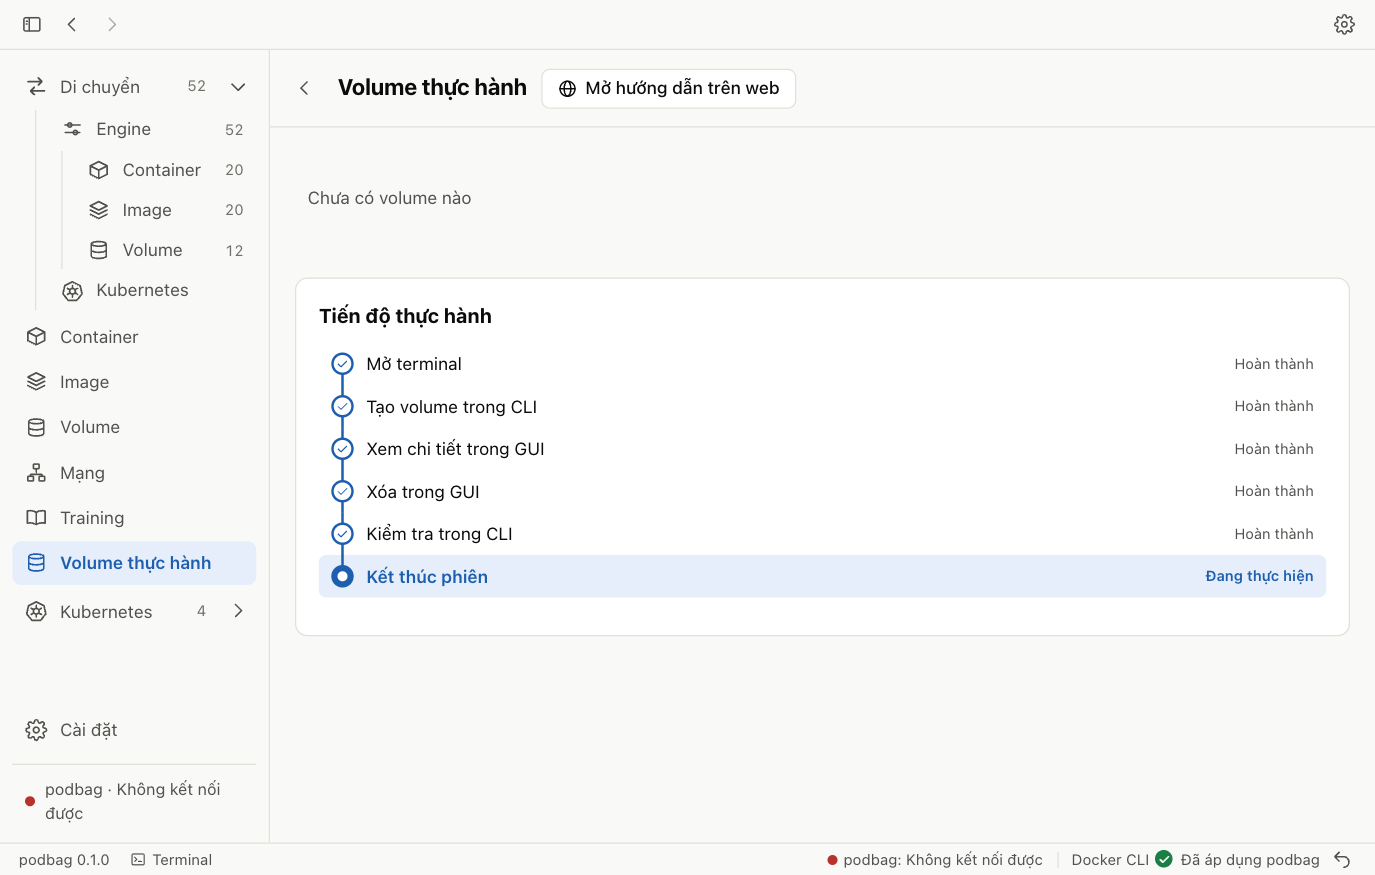 Di chuyển 52
Engine 52
Container 20
Image 20
Volume 12
Kubernetes
Container
Image
Volume
Mạng
Training
Volume thực hành
Kubernetes 4
Cài đặt
podbag · Không kết nối
được
Volume thực hành
Mở hướng dẫn trên web
Chưa có volume nào
Tiến độ thực hành
Mở terminal Hoàn thành
Tạo volume trong CLI Hoàn thành
Xem chi tiết trong GUI Hoàn thành
Xóa trong GUI Hoàn thành
Kiểm tra trong CLI Hoàn thành
Kết thúc phiên Đang thực hiện
podbag 0.1.0 Terminal podbag: Không kết nối được Docker CLI Đã áp dụng podbag